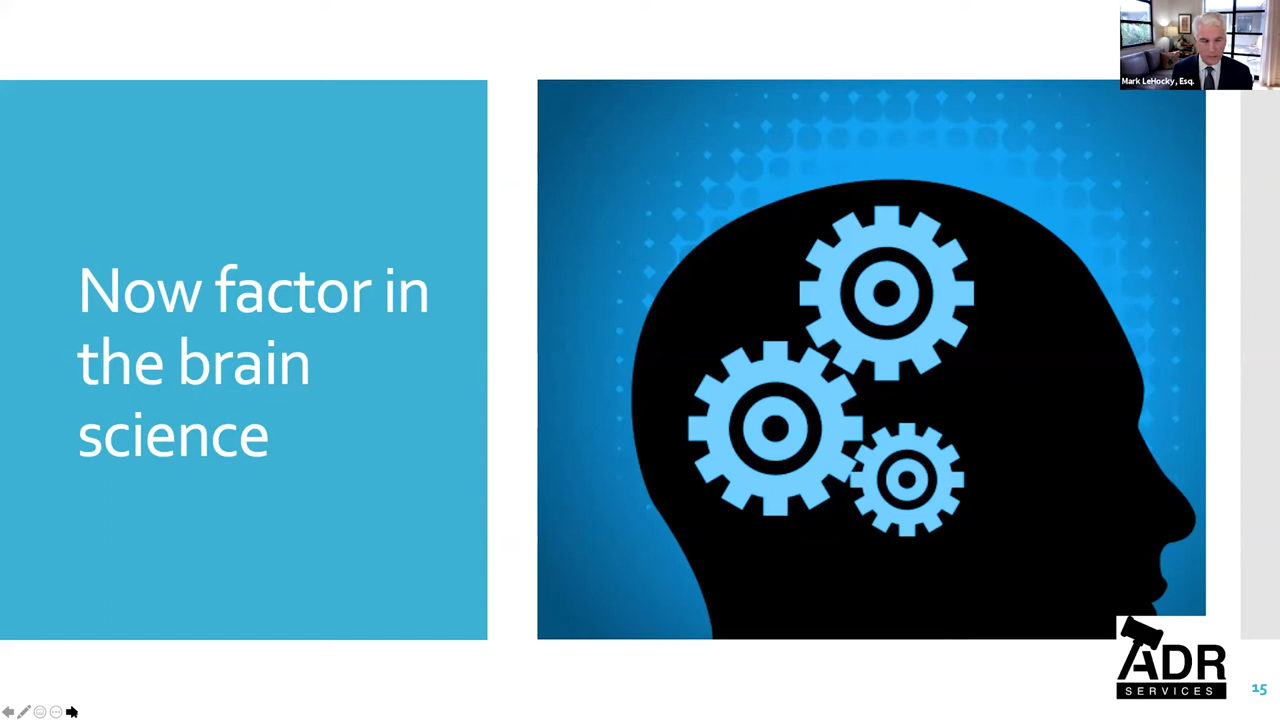 Mark LeHocky, Esq.
Now factor in
the brain
science
ADR
SERVICES
15